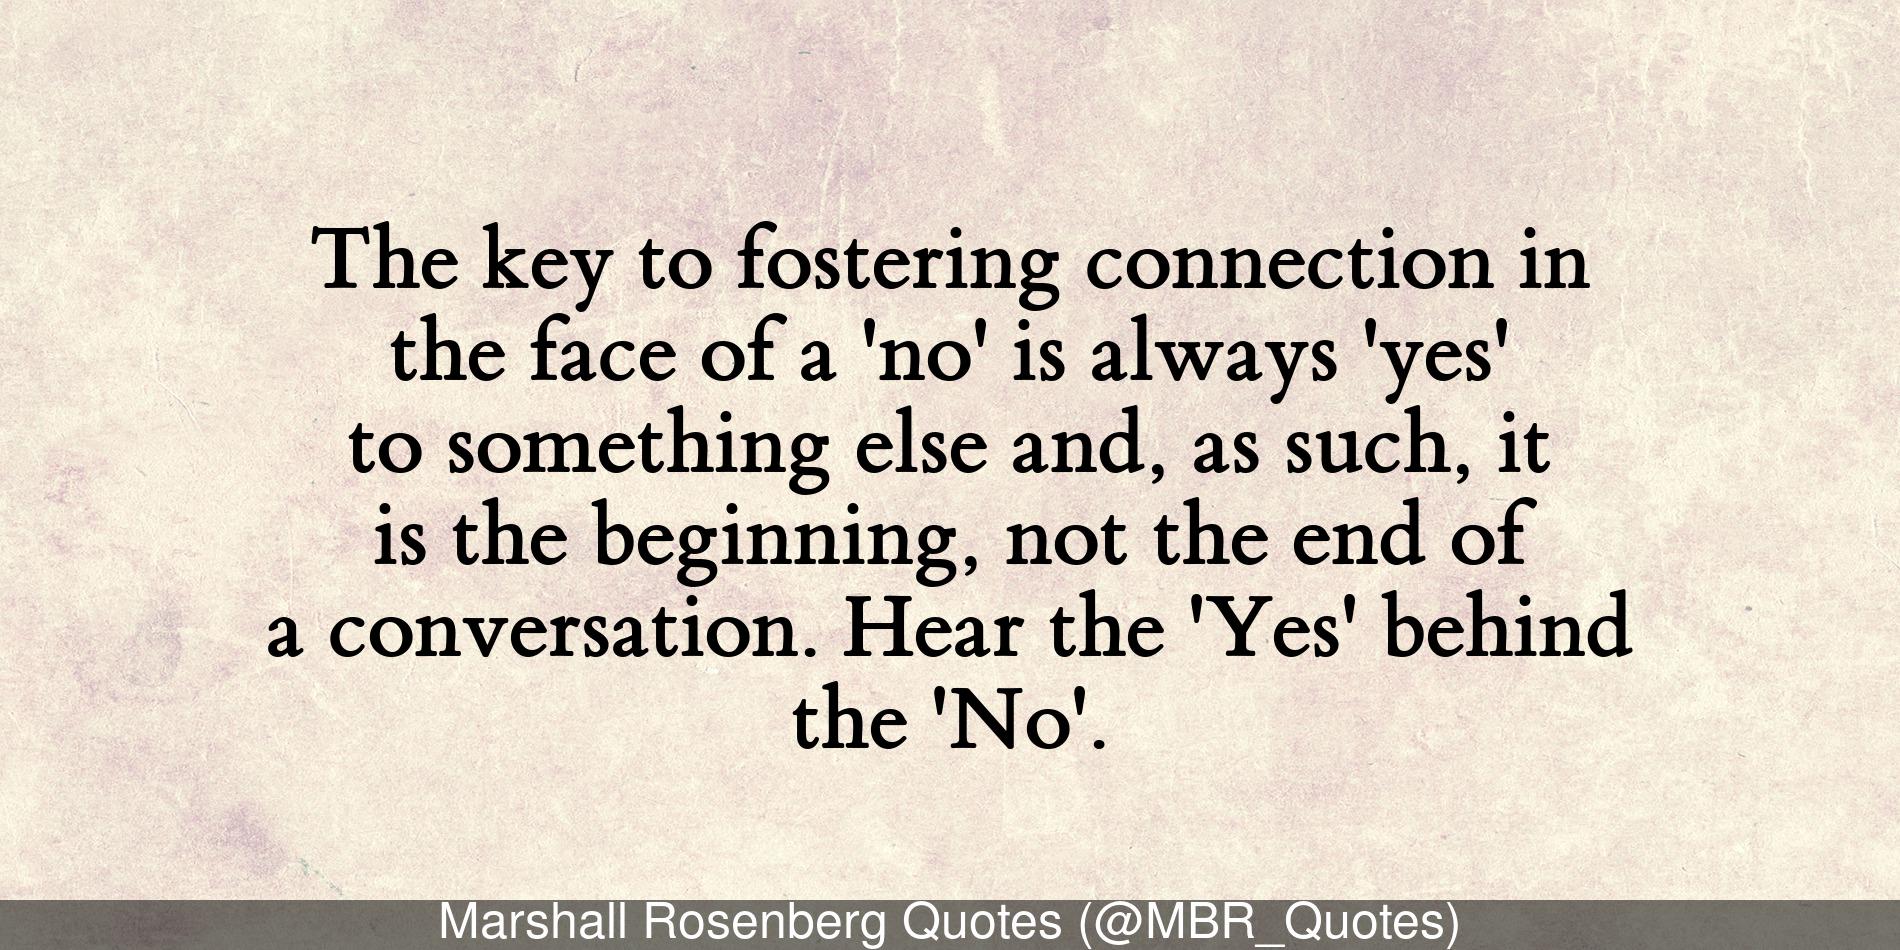 The key to fostering connection in
the face of a 'no' is always 'yes'
to something else and, as such, it
is the beginning, not the end of
a conversation. Hear the 'Yes' behind
the 'No'.
Marshall Rosenberg Quotes (@MBR_Quotes)